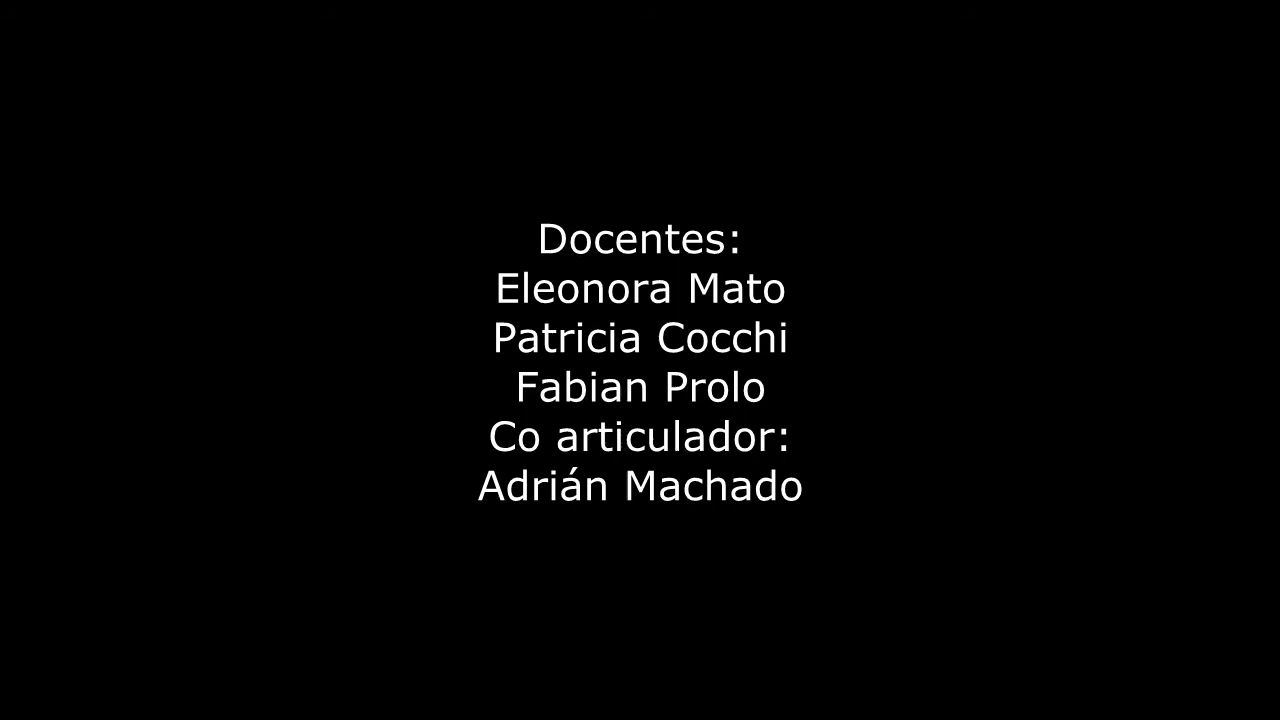 Docentes:
Eleonora Mato
Patricia Cocchi
Fabian Prolo
Co articulador:
Adrián Machado